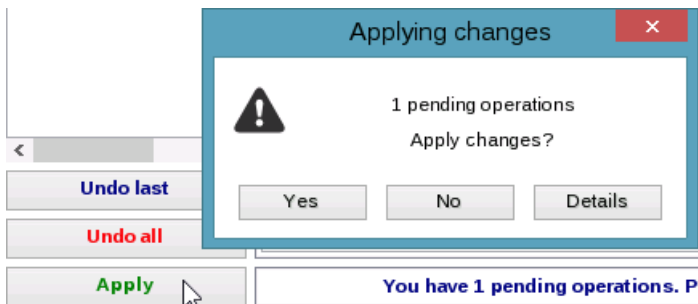 Applying changes
1 pending operations
Apply changes?
Yes No Details
Undo last
Undo all
Apply
You have 1 pending operations.